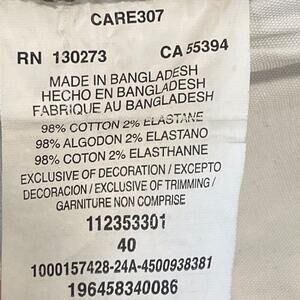 CARE307
RN 130273 CA 55394
MADE IN BANGLADESH
HECHO EN BANGLADESH
FABRIQUE AU BANGLADESH
98% COTTON 2% ELASTANE
98% ALGODON 2% ELASTANO
98% COTON 2% ELASTHANNE
EXCLUSIVE OF DECORATION / EXCEPTO
DECORACION / EXCLUSIVE OF TRIMMING /
GARNITURE NON COMPRISE
112353301
40
1000157428-24A-4500938381
196458340086